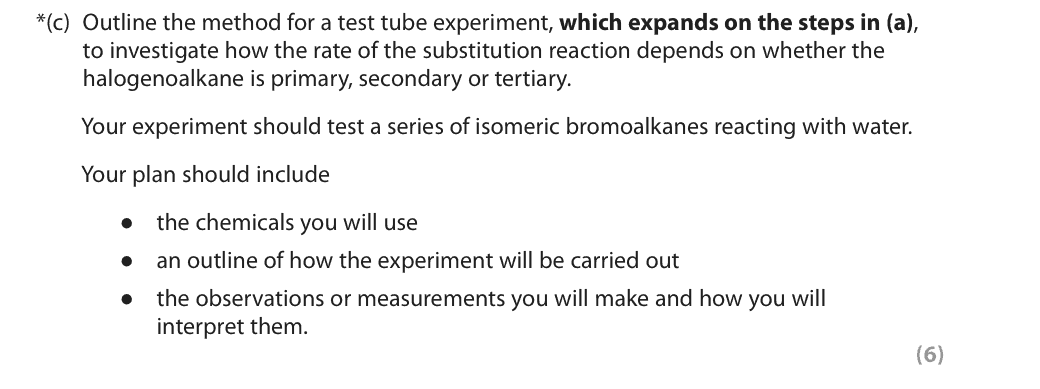 *(c) Outline the method for a test tube experiment, which expands on the steps in (a),
to investigate how the rate of the substitution reaction depends on whether the
halogenoalkane is primary, secondary or tertiary.
Your experiment should test a series of isomeric bromoalkanes reacting with water.
Your plan should include
● the chemicals you will use
● an outline of how the experiment will be carried out
● the observations or measurements you will make and how you will
interpret them.
(6)